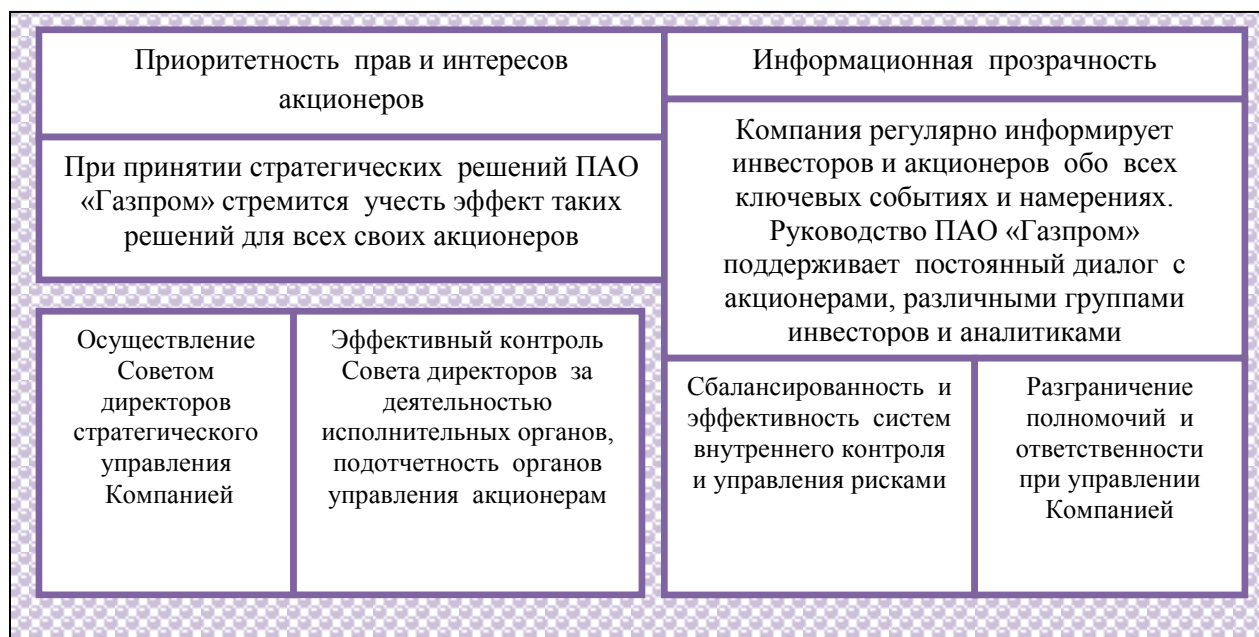 Приоритетность прав и интересов
акционеров
При принятии стратегических решений ПАО
«Газпром» стремится учесть эффект таких
решений для всех своих акционеров
Информационная прозрачность
Компания регулярно информирует
инвесторов и акционеров обо всех
ключевых событиях и намерениях.
Руководство ПАО «Газпром»
поддерживает постоянный диалог с
акционерами, различными группами
инвесторов и аналитиками
Осуществление
Советом
директоров
стратегического
управления
Компанией
Эффективный контроль
Совета директоров за
деятельностью
исполнительных органов,
подотчетность органов
управления акционерам
Сбалансированность и
эффективность систем
внутреннего контроля
и управления рисками
Разграничение
полномочий и
ответственности
при управлении
Компанией